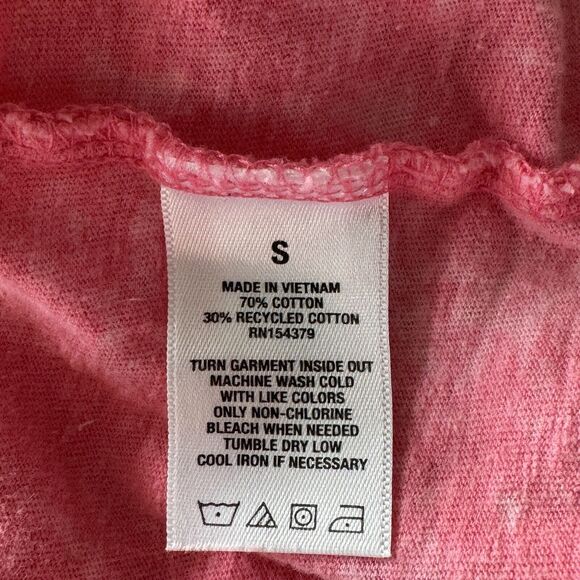 S
MADE IN VIETNAM
70% COTTON
30% RECYCLED COTTON
RN154379
TURN GARMENT INSIDE OUT
MACHINE WASH COLD
WITH LIKE COLORS
ONLY NON-CHLORINE
BLEACH WHEN NEEDED
TUMBLE DRY LOW
COOL IRON IF NECESSARY